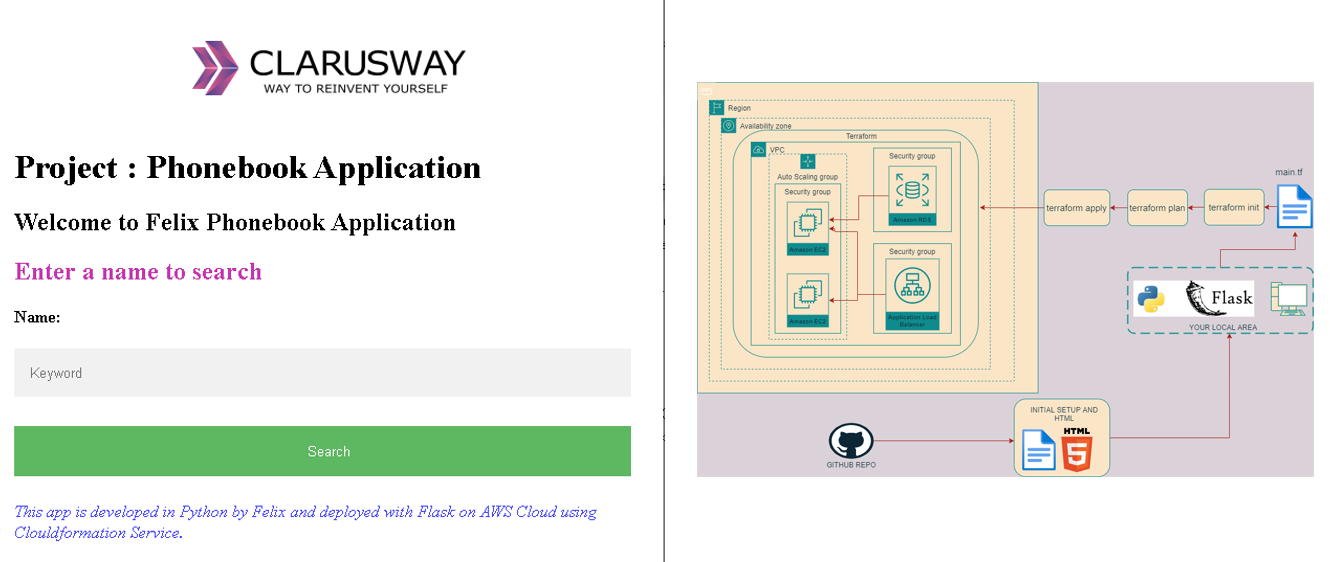 CLARUSWAY
WAY TO REINVENT YOURSELF
Project : Phonebook Application
Welcome to Felix Phonebook Application
Enter a name to search
Name:
Keyword
Search
This app is developed in Python by Felix and deployed with Flask on AWS Cloud using
Clouldformation Service.
Region
Availability zone
Terraform
VPC
Auto Scaling group
Security group
Amazon EC2
Amazon EC2
Security group
Amazon RDS
Security group
Application Load
Balancer
terraform apply
terraform plan
terraform init
main.tf
Flask
YOUR LOCAL AREA
INITIAL SETUP AND
HTML
HTML
5
GITHUB REPO